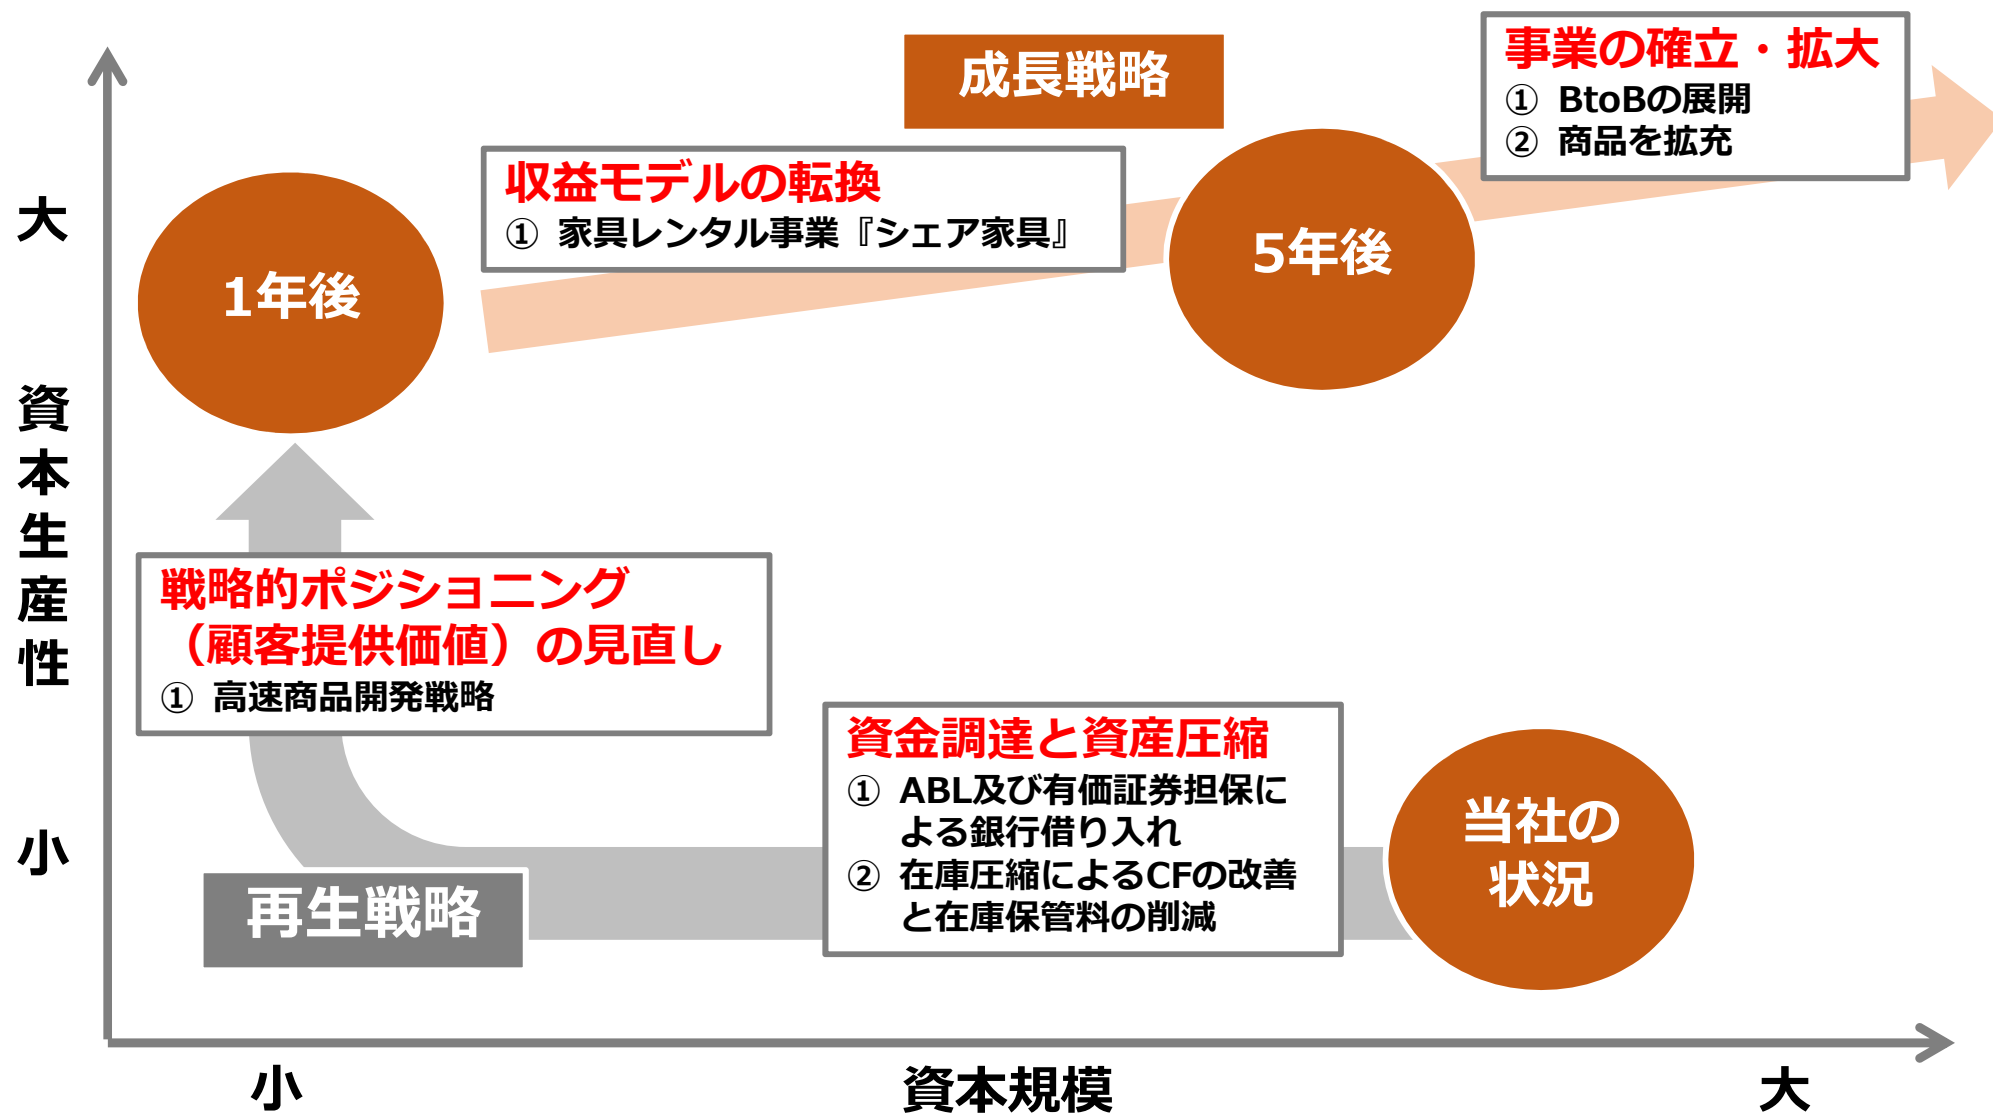 成長戦略
事業の確立・拡大
① BtoBの展開
② 商品を拡充
収益モデルの転換
① 家具レンタル事業『シェア家具』
1年後
5年後
大
資本生産性
小
戦略的ポジショニング
（顧客提供価値）の見直し
① 高速商品開発戦略
資金調達と資産圧縮
① ABL及び有価証券担保に
よる銀行借り入れ
② 在庫圧縮によるCFの改善
と在庫保管料の削減
当社の
状況
再生戦略
小
資本規模
大